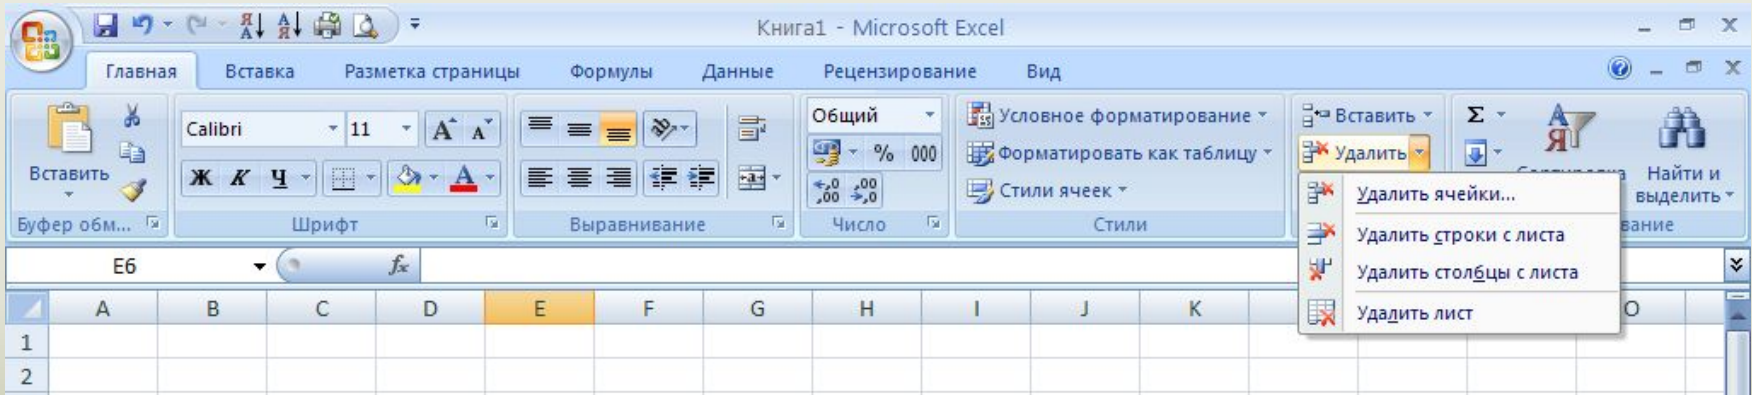 Книга1 - Microsoft Excel
Главная Вставка Разметка страницы Формулы Данные Рецензирование Вид
Вставить
Буфер обм...
Calibri 11
Ж К Ч
Шрифт
Выравнивание
Общий
% 000
Число
Условное форматирование
Форматировать как таблицу
Стили ячеек
Стили
Вставить
Удалить
Σ
Найти и
выделить
Удалить ячейки...
Удалить строки с листа
Удалить столбцы с листа
Удалить лист
E6 fx
A B C D E F G H I J K O
1
2